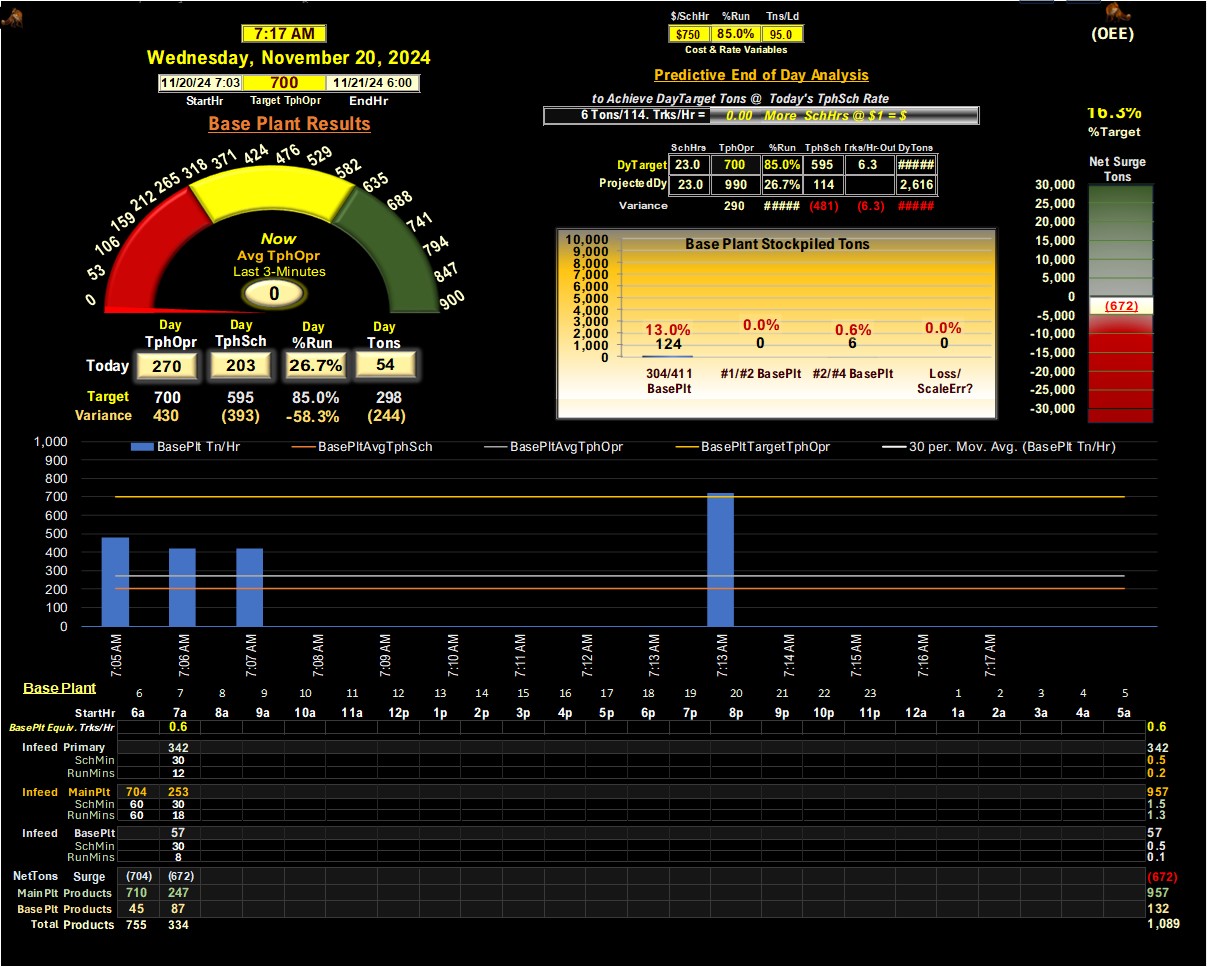 $/SchHr %Run Tns/Ld
7:17 AM $750 85.0% 95.0 (OEE)
Cost & Rate Variables
Wednesday, November 20, 2024
Predictive End of Day Analysis
11/20/24 7:03 700 11/21/24 6:00
StartHr Target TphOpr EndHr
to Achieve DayTarget Tons @ Today's TphSch Rate
6 Tons/114. Trks/Hr = 0.00 More SchHrs @ $1 = $
16.3%
%Target
Base Plant Results
SchHrs TphOpr %Run TphSch Trks/Hr-Out DyTons
DyTarget 23.0 700 85.0% 595 6.3 #####
ProjectedDy 23.0 990 26.7% 114 2,616
Variance 290 ##### (481) (6.3) #####
Net Surge
Tons
30,000
25,000
20,000
15,000
10,000
5,000
0
(672)
-5,000
-10,000
-15,000
-20,000
-25,000
-30,000
0 53 106 159 212 265 318 371 424 476 529 582 635 688 741 794 847 900
Now
Avg TphOpr
Last 3-Minutes
0
Base Plant Stockpiled Tons
10,000
9,000
8,000
7,000
6,000
5,000
4,000
3,000
2,000
1,000
0
13.0% 0.0% 0.6% 0.0%
124 0 6 0
304/411 #1/#2 BasePlt #2/#4 BasePlt Loss/
BasePlt ScaleErr?
Day Day Day Day
TphOpr TphSch %Run Tons
Today 270 203 26.7% 54
Target 700 595 85.0% 298
Variance 430 (393) -58.3% (244)
BasePlt Tn/Hr BasePltAvgTphSch BasePltAvgTphOpr BasePltTargetTphOpr 30 per. Mov. Avg. (BasePlt Tn/Hr)
1,000
900
800
700
600
500
400
300
200
100
0
7:05 AM 7:06 AM 7:07 AM 7:08 AM 7:09 AM 7:10 AM 7:11 AM 7:12 AM 7:13 AM 7:13 AM 7:14 AM 7:15 AM 7:16 AM 7:17 AM
Base Plant 6 7 8 9 10 11 12 13 14 15 16 17 18 19 20 21 22 23 1 2 3 4 5
StartHr 6a 7a 8a 9a 10a 11a 12p 1p 2p 3p 4p 5p 6p 7p 8p 9p 10p 11p 12a 1a 2a 3a 4a 5a
BasePlt Equiv. Trks/Hr 0.6 0.6
Infeed Primary 342 342
SchMin 30 0.5
RunMins 12 0.2
Infeed MainPlt 704 253 957
SchMin 60 30 1.5
RunMins 60 18 1.3
Infeed BasePlt 57 57
SchMin 30 0.5
RunMins 8 0.1
NetTons Surge (704) (672) (672)
MainPlt Products 710 247 957
BasePlt Products 45 87 132
Total Products 755 334 1,089